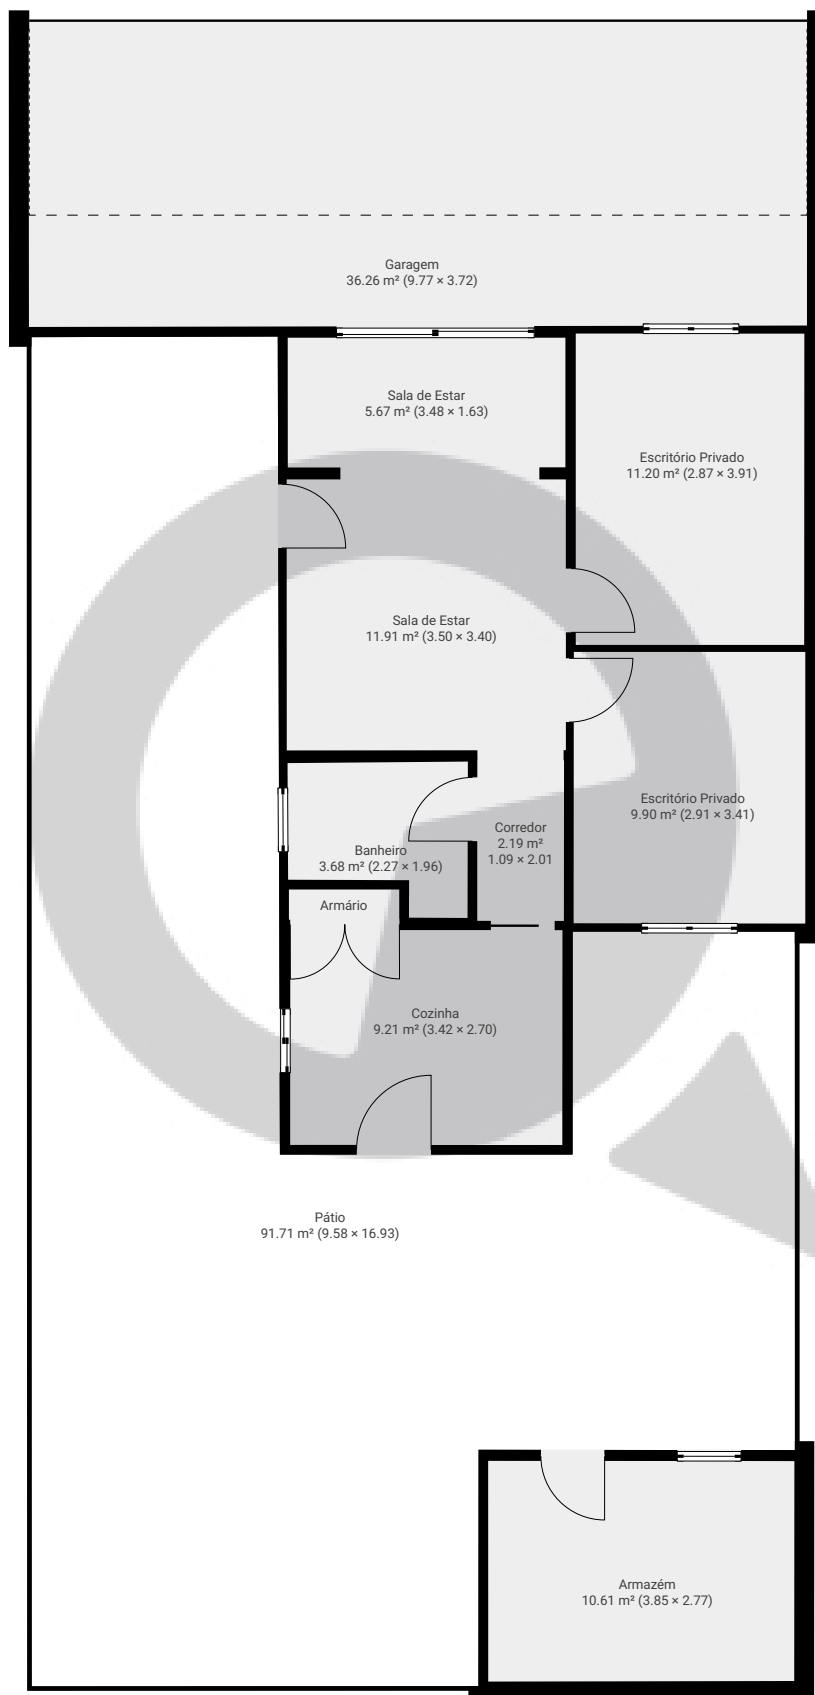 Garagem
36.26 m² (9.77 × 3.72)
Sala de Estar
5.67 m² (3.48 × 1.63)
Escritório Privado
11.20 m² (2.87 × 3.91)
Sala de Estar
11.91 m² (3.50 × 3.40)
Escritório Privado
9.90 m² (2.91 × 3.41)
Corredor
2.19 m²
1.09 × 2.01
Banheiro
3.68 m² (2.27 × 1.96)
Armário
Cozinha
9.21 m² (3.42 × 2.70)
Pátio
91.71 m² (9.58 × 16.93)
Armazém
10.61 m² (3.85 × 2.77)